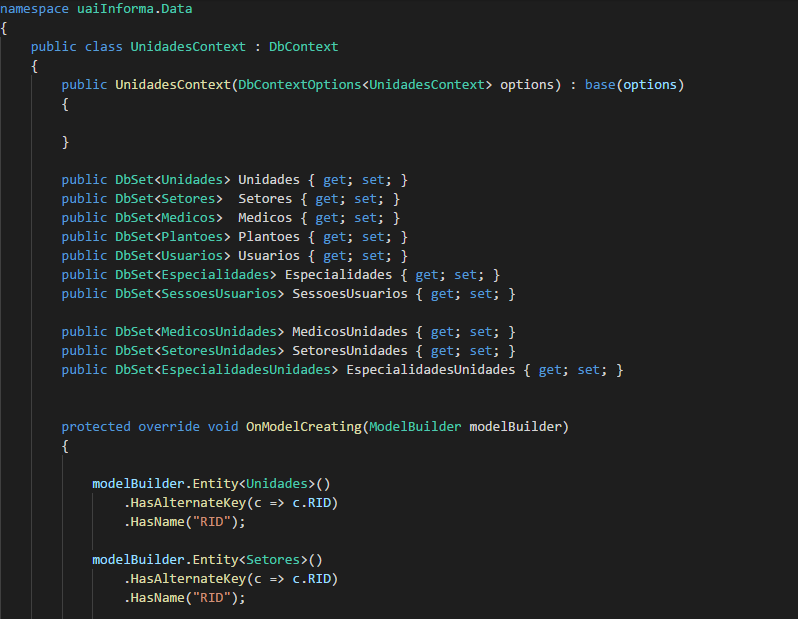 namespace uaiInforma.Data
{
public class UnidadesContext : DbContext
{
public UnidadesContext(DbContextOptions<UnidadesContext> options) : base(options)
{
}
public DbSet<Unidades> Unidades { get; set; }
public DbSet<Setores>  Setores { get; set; }
public DbSet<Medicos>  Medicos { get; set; }
public DbSet<Plantoes> Plantoes { get; set; }
public DbSet<Usuarios> Usuarios { get; set; }
public DbSet<Especialidades> Especialidades { get; set; }
public DbSet<SessoesUsuarios> SessoesUsuarios { get; set; }
public DbSet<MedicosUnidades> MedicosUnidades { get; set; }
public DbSet<SetoresUnidades> SetoresUnidades { get; set; }
public DbSet<EspecialidadesUnidades> EspecialidadesUnidades { get; set; }
protected override void OnModelCreating(ModelBuilder modelBuilder)
{
modelBuilder.Entity<Unidades>()
.HasAlternateKey(c => c.RID)
.HasName("RID");
modelBuilder.Entity<Setores>()
.HasAlternateKey(c => c.RID)
.HasName("RID");